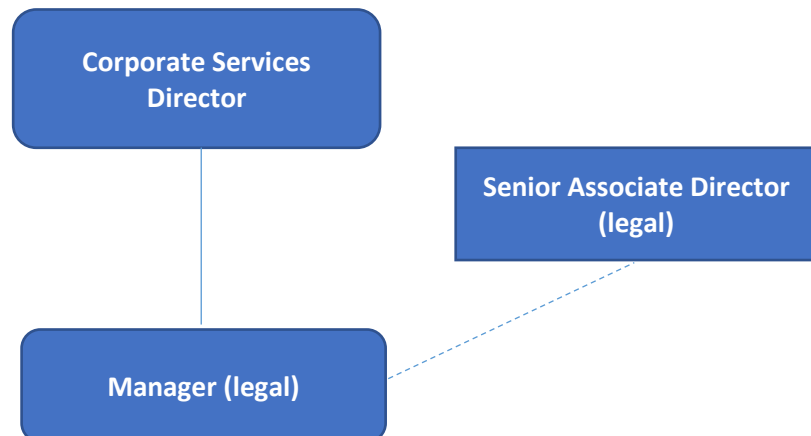 Corporate Services
Director
Senior Associate Director
(legal)
Manager (legal)